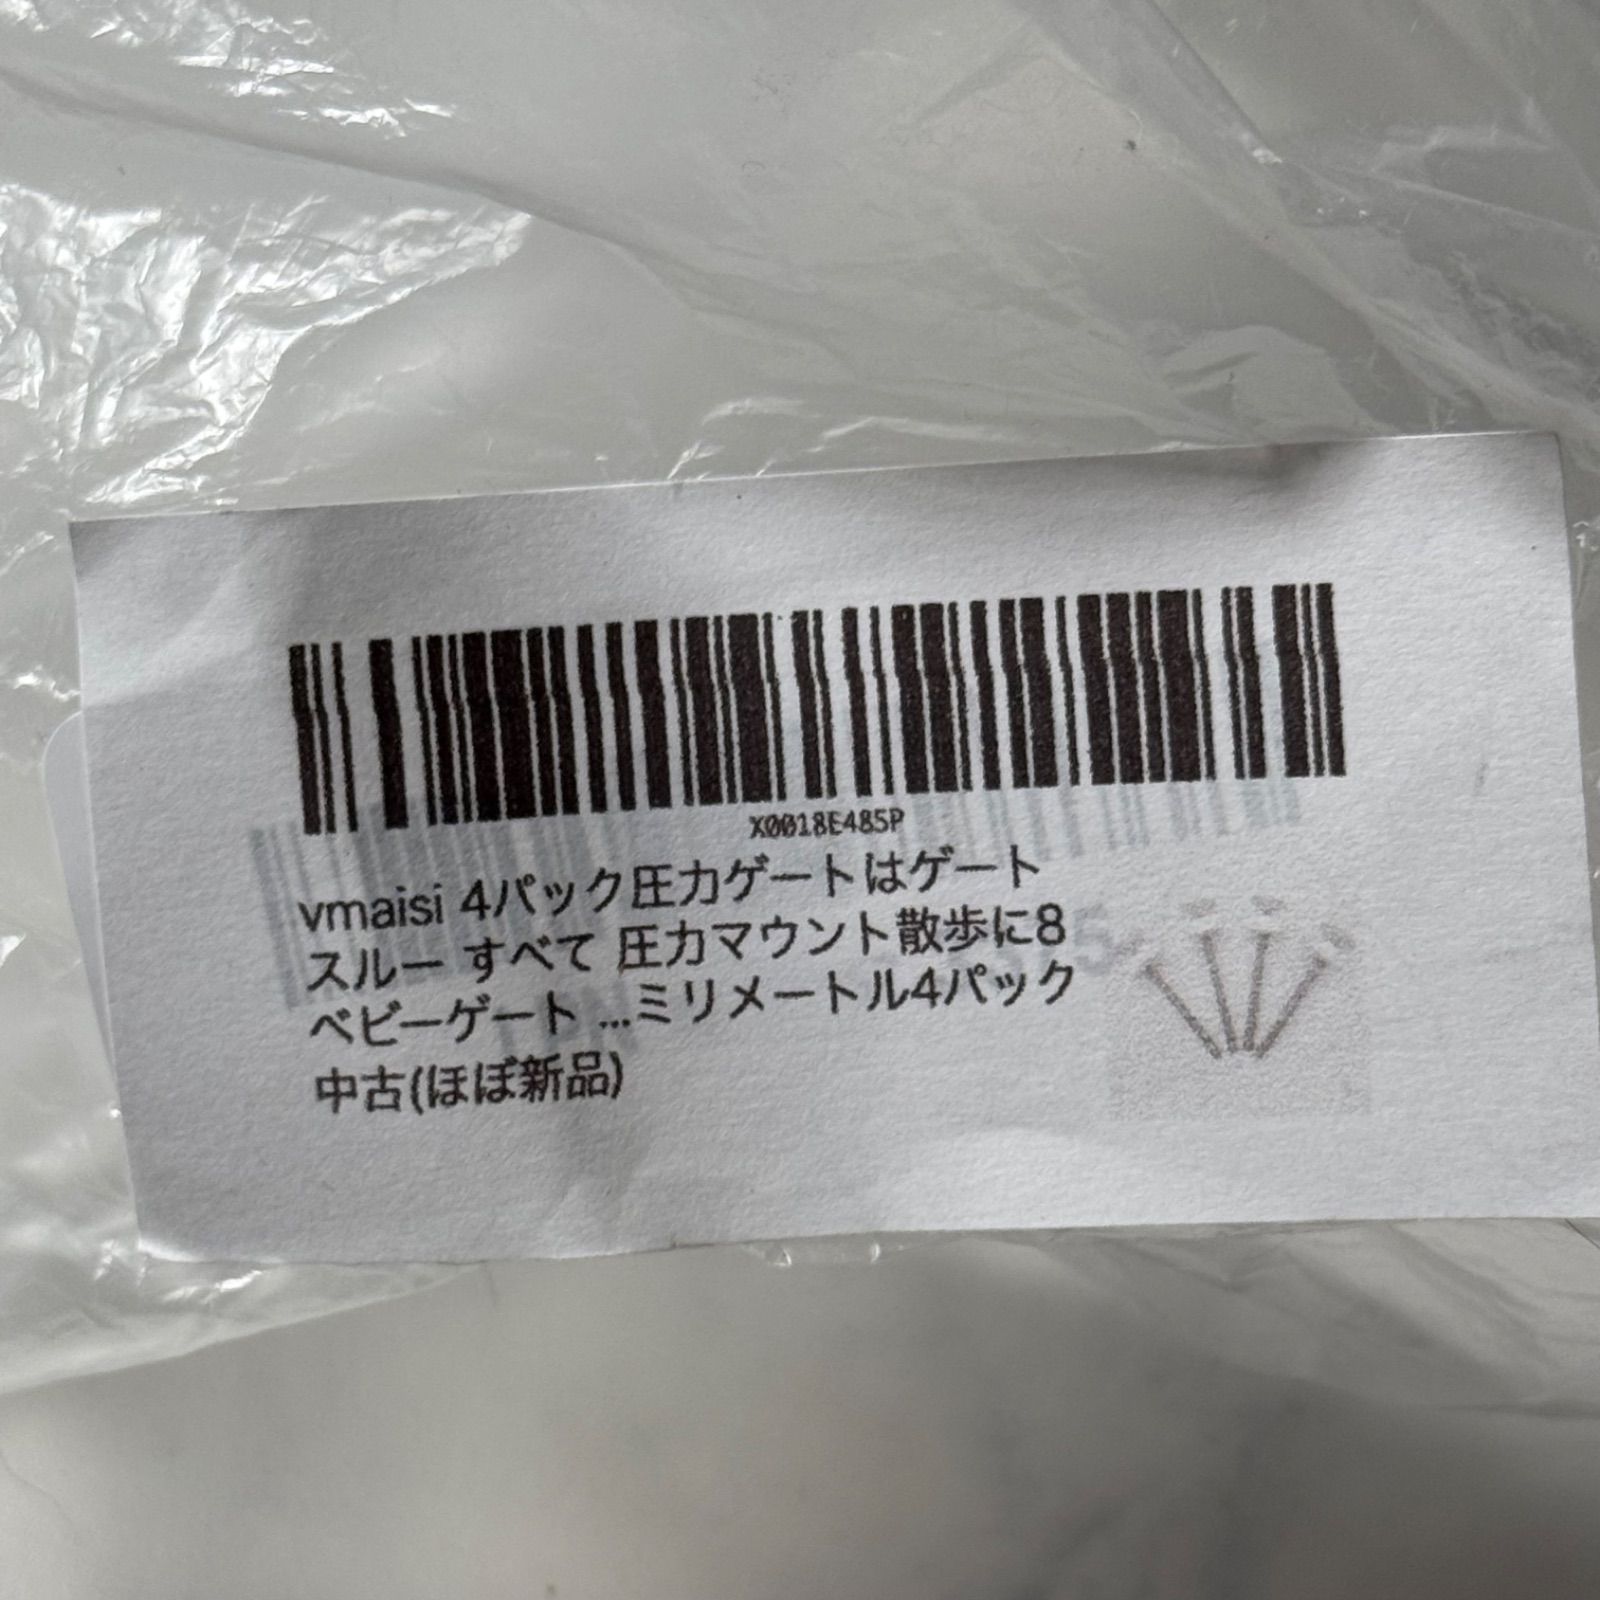 X0018E485P
vmaisi 4パック圧力ゲートはゲート
スルー すべて 圧力マウント散歩に8
ベビーゲート ...ミリメートル4パック
中古(ほぼ新品)